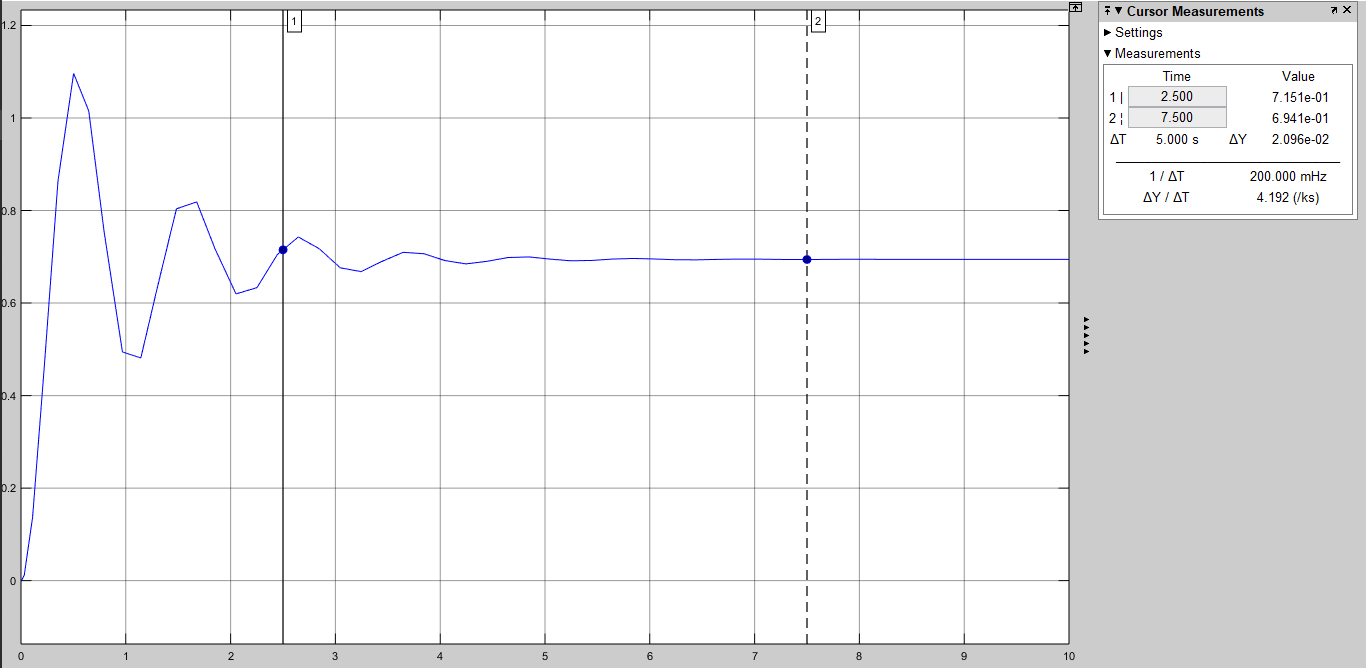 1.2
1
0.8
0.6
0.4
0.2
0
0 1 2 3 4 5 6 7 8 9 10
1
2
Cursor Measurements
Settings
Measurements
Time Value
1 | 2.500 7.151e-01
2 ¦ 7.500 6.941e-01
ΔT 5.000 s ΔY 2.096e-02
1 / ΔT 200.000 mHz
ΔY / ΔT 4.192 (/ks)